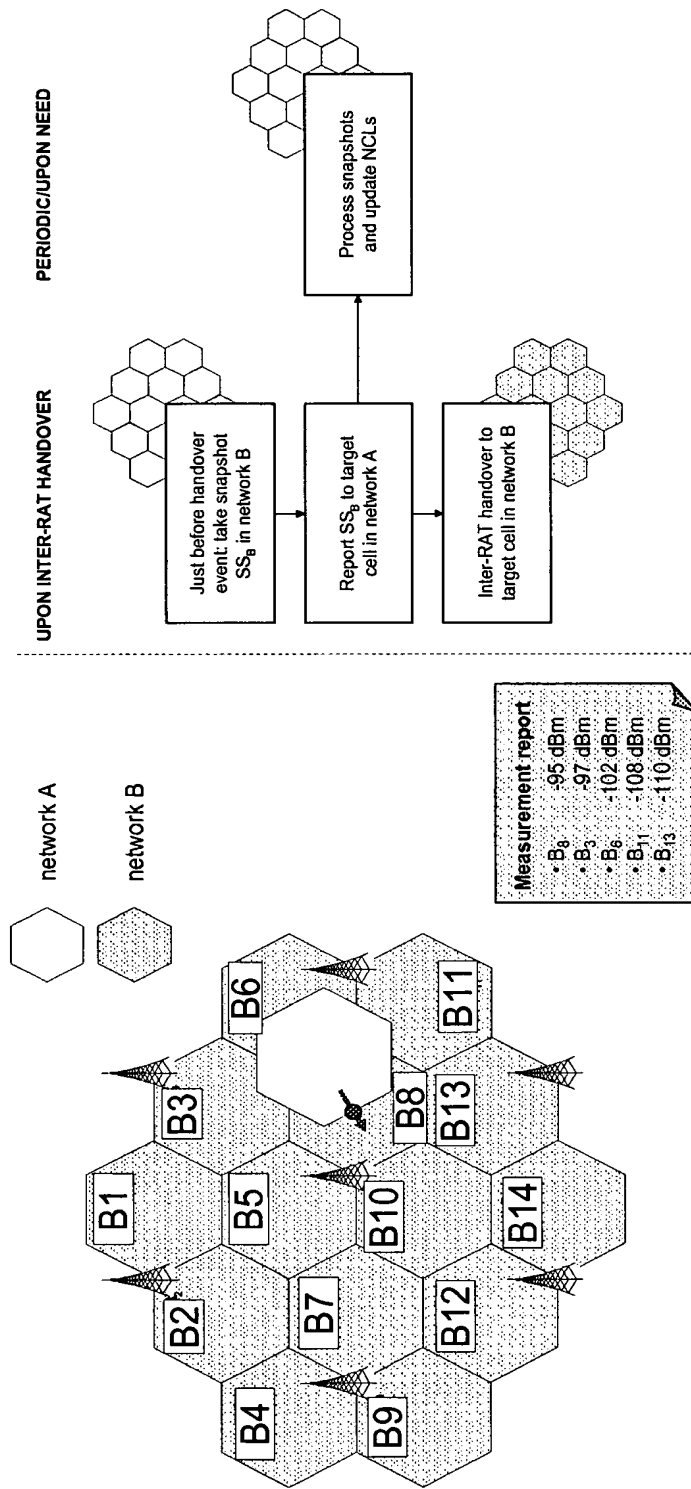 network A
network B
B1
B2
B3
B4
B5
B6
B7
B8
B9
B10
B11
B12
B13
B14
Measurement report
• B₈ -95 dBm
• B₃ -97 dBm
• B₆ -102 dBm
• B₁₁ -108 dBm
• B₁₃ -110 dBm
UPON INTER-RAT HANDOVER
PERIODIC/UPON NEED
Just before handover
event: take snapshot
SS_B in network B
Report SS_B to target
cell in network A
Inter-RAT handover to
target cell in network B
Process snapshots
and update NCLs